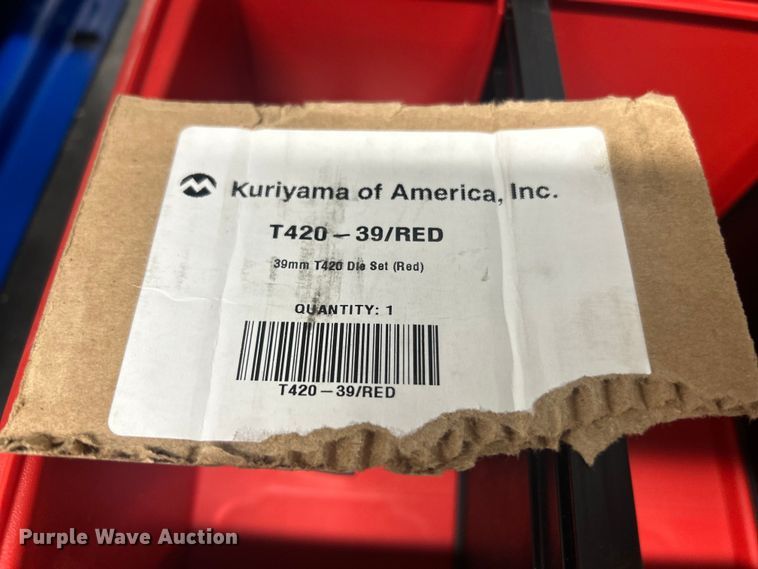 Kuriyama of America, Inc.
T420-39/RED
39mm T420 Die Set (Red)
QUANTITY: 1
T420-39/RED
Purple Wave Auction